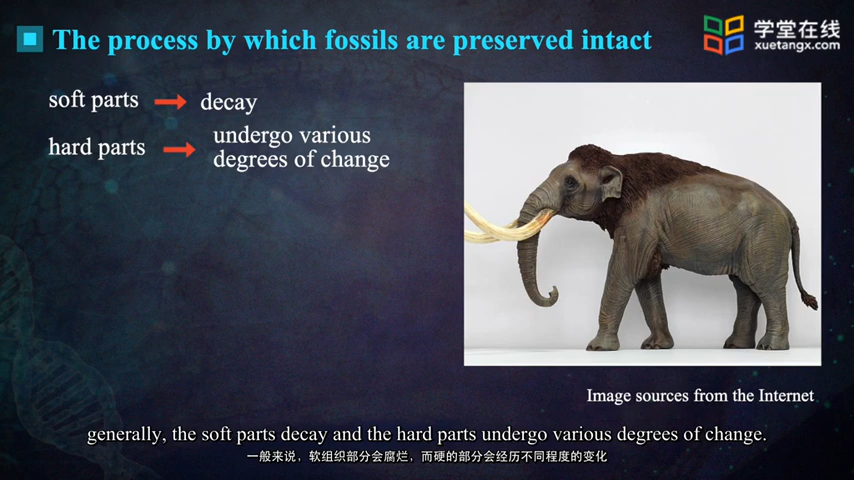 The process by which fossils are preserved intact
学堂在线
xuetangx.com
soft parts
decay
hard parts
undergo various
degrees of change
Image sources from the Internet
generally, the soft parts decay and the hard parts undergo various degrees of change.
一般来说，软组织部分会腐烂，而硬的部分会经历不同程度的变化